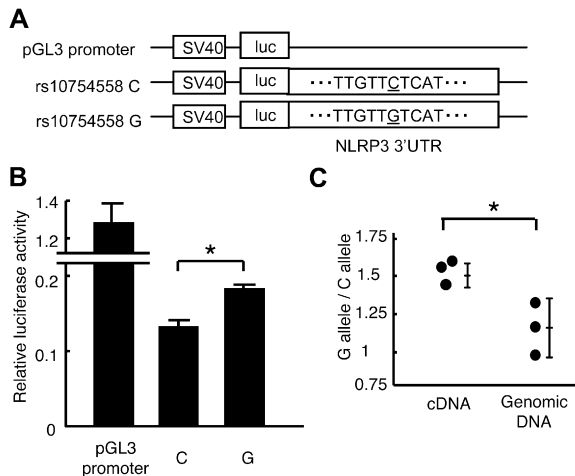 A
pGL3 promoter SV40 luc
rs10754558 C SV40 luc ···TTGTTCTCAT···
rs10754558 G SV40 luc ···TTGTTGTCAT···
NLRP3 3'UTR
B
Relative luciferase activity
1.4
1.2
0.2
0.1
0
*
pGL3 promoter
C
G
C
G allele / C allele
1.75
1.5
1.25
1
0.75
*
cDNA
Genomic DNA